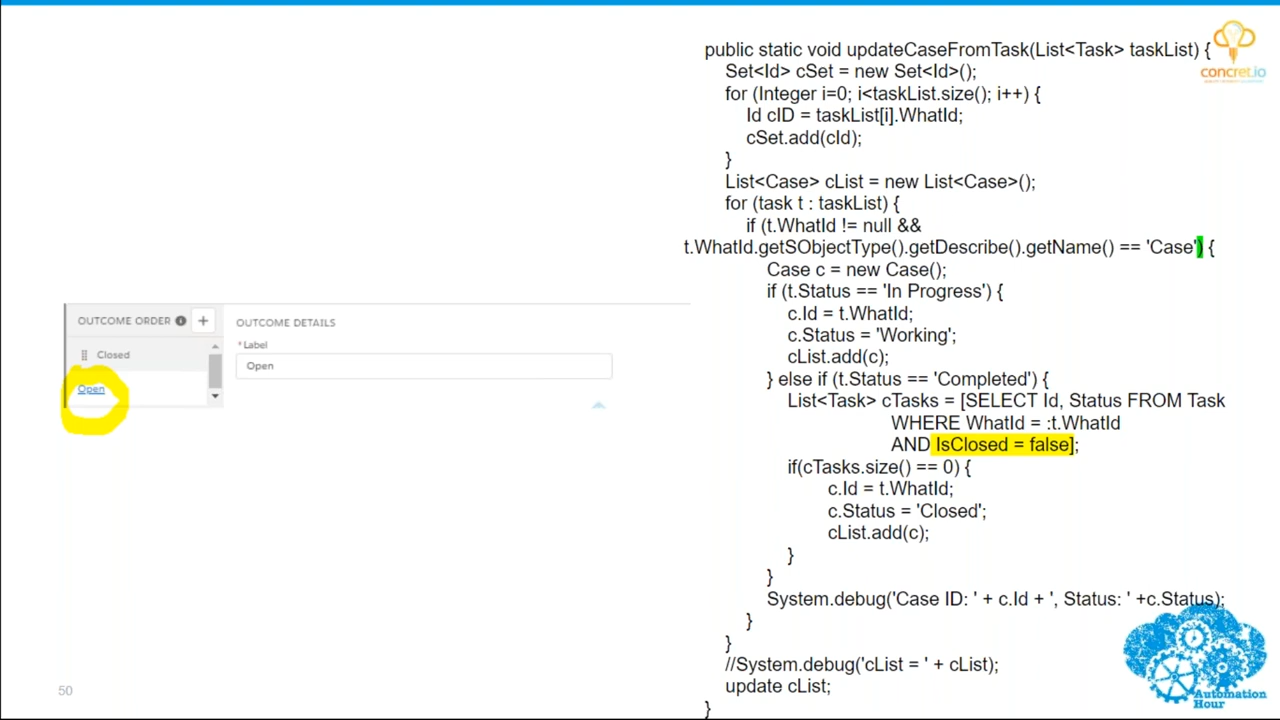 OUTCOME ORDER
Closed
Open
OUTCOME DETAILS
* Label
Open
50
concret.io
public static void updateCaseFromTask(List<Task> taskList) {
Set<Id> cSet = new Set<Id>();
for (Integer i=0; i<taskList.size(); i++) {
Id cID = taskList[i].WhatId;
cSet.add(cId);
}
List<Case> cList = new List<Case>();
for (task t : taskList) {
if (t.WhatId != null &&
t.WhatId.getSObjectType().getDescribe().getName() == 'Case') {
Case c = new Case();
if (t.Status == 'In Progress') {
c.Id = t.WhatId;
c.Status = 'Working';
cList.add(c);
} else if (t.Status == 'Completed') {
List<Task> cTasks = [SELECT Id, Status FROM Task
WHERE WhatId = :t.WhatId
AND IsClosed = false];
if(cTasks.size() == 0) {
c.Id = t.WhatId;
c.Status = 'Closed';
cList.add(c);
}
}
System.debug('Case ID: ' + c.Id + ', Status: ' +c.Status);
}
}
//System.debug('cList = ' + cList);
update cList;
}
Automation
Hour